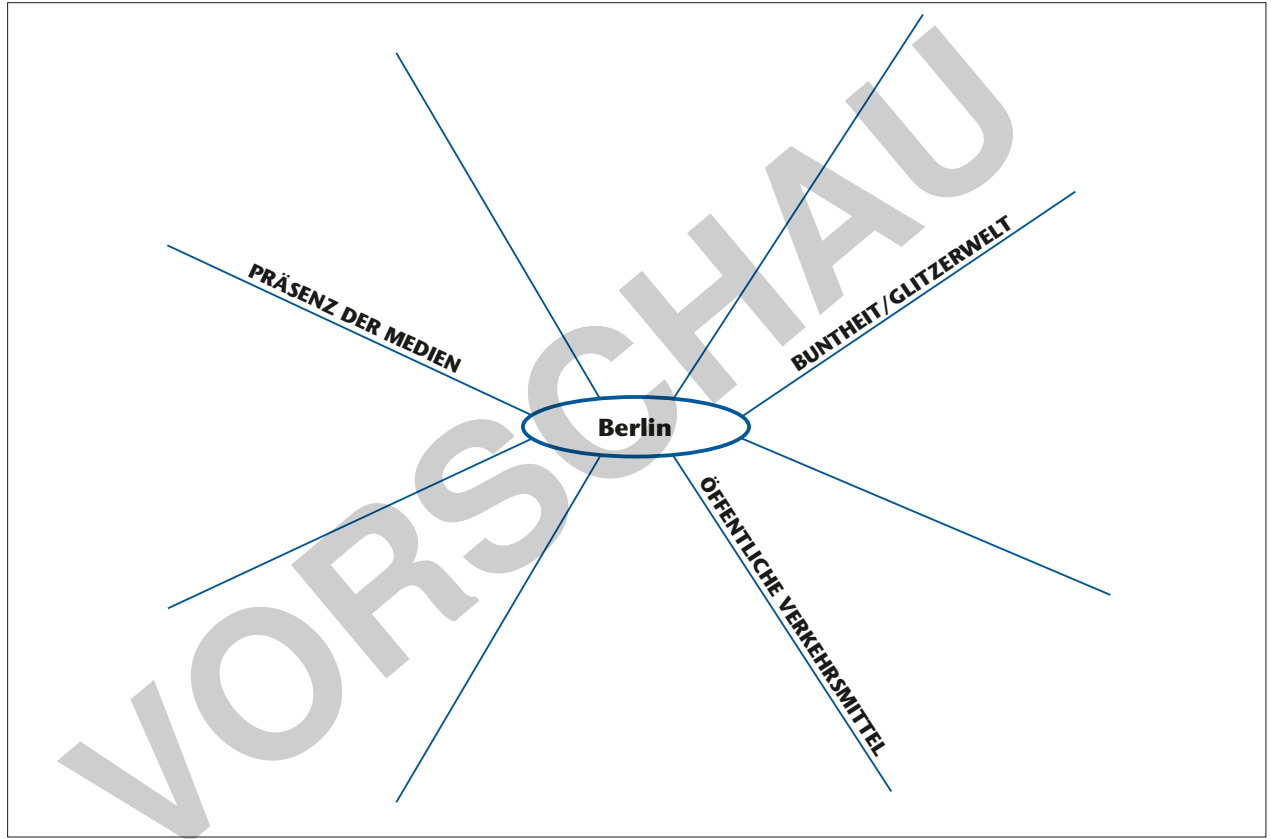 PRÄSENZ DER MEDIEN
BUNTHEIT/GLITZERWELT
Berlin
ÖFFENTLICHE VERKEHRSMITTEL
VORSCHAU